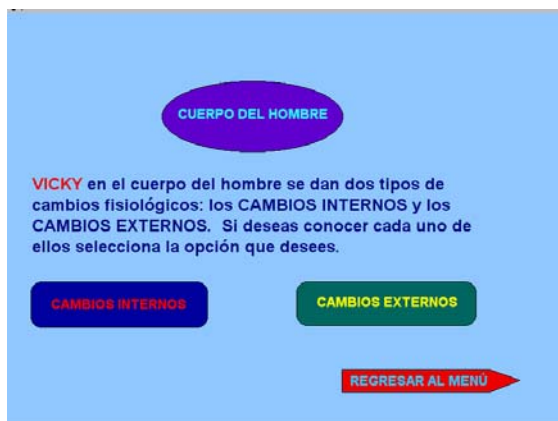 CUERPO DEL HOMBRE
VICKY en el cuerpo del hombre se dan dos tipos de
cambios fisiológicos: los CAMBIOS INTERNOS y los
CAMBIOS EXTERNOS. Si deseas conocer cada uno de
ellos selecciona la opción que desees.
CAMBIOS INTERNOS
CAMBIOS EXTERNOS
REGRESAR AL MENÚ